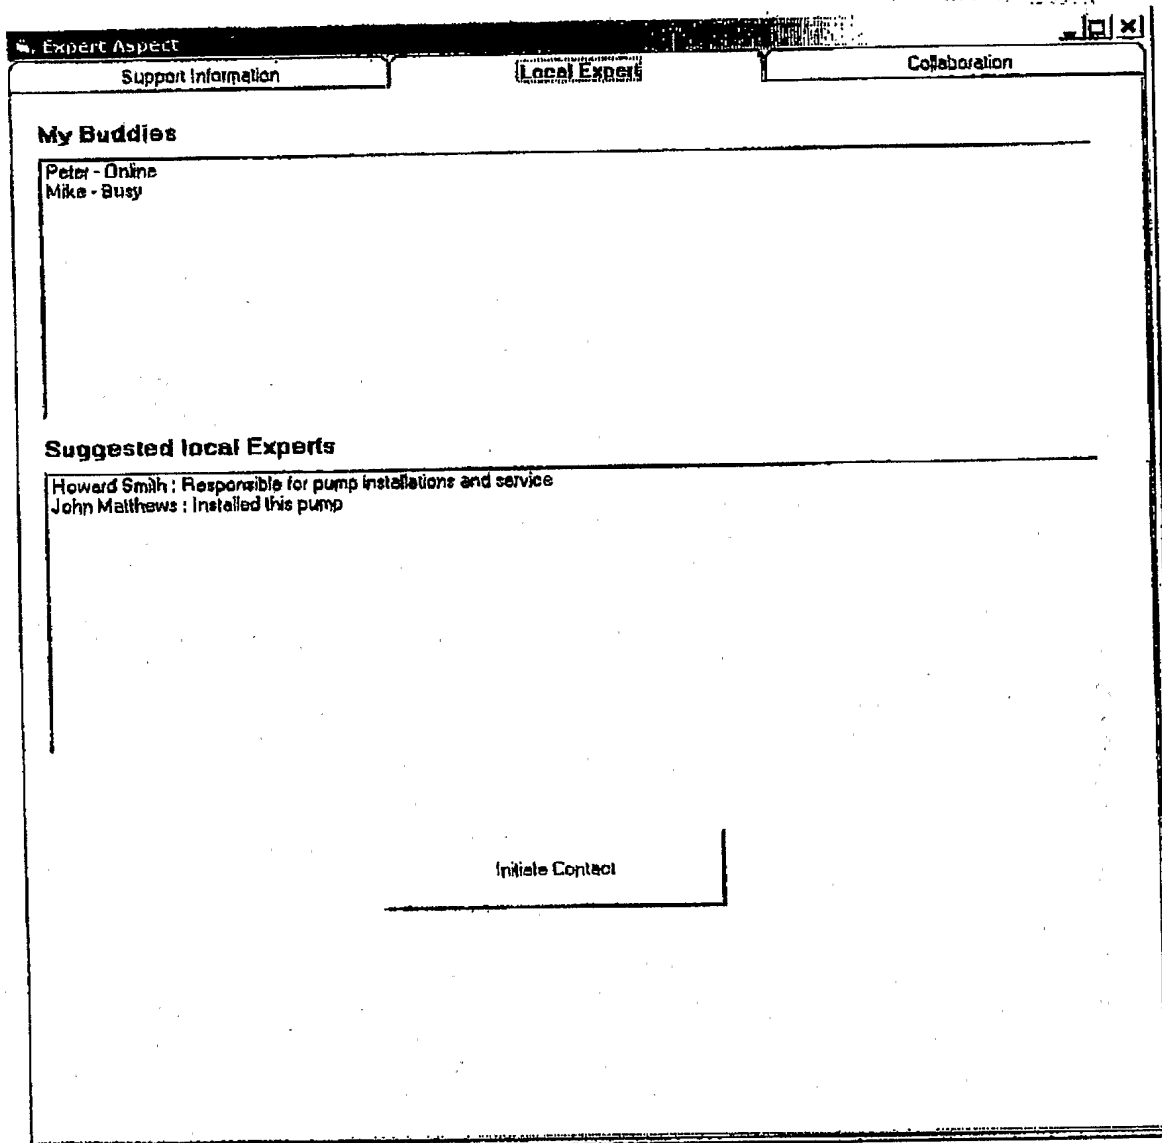 Expert Aspect
Support Information
Local Expert
Collaboration
My Buddies
Peter - Online
Mike - Busy
Suggested local Experts
Howard Smith : Responsible for pump installations and service
John Matthews : Installed this pump
Initiate Contact